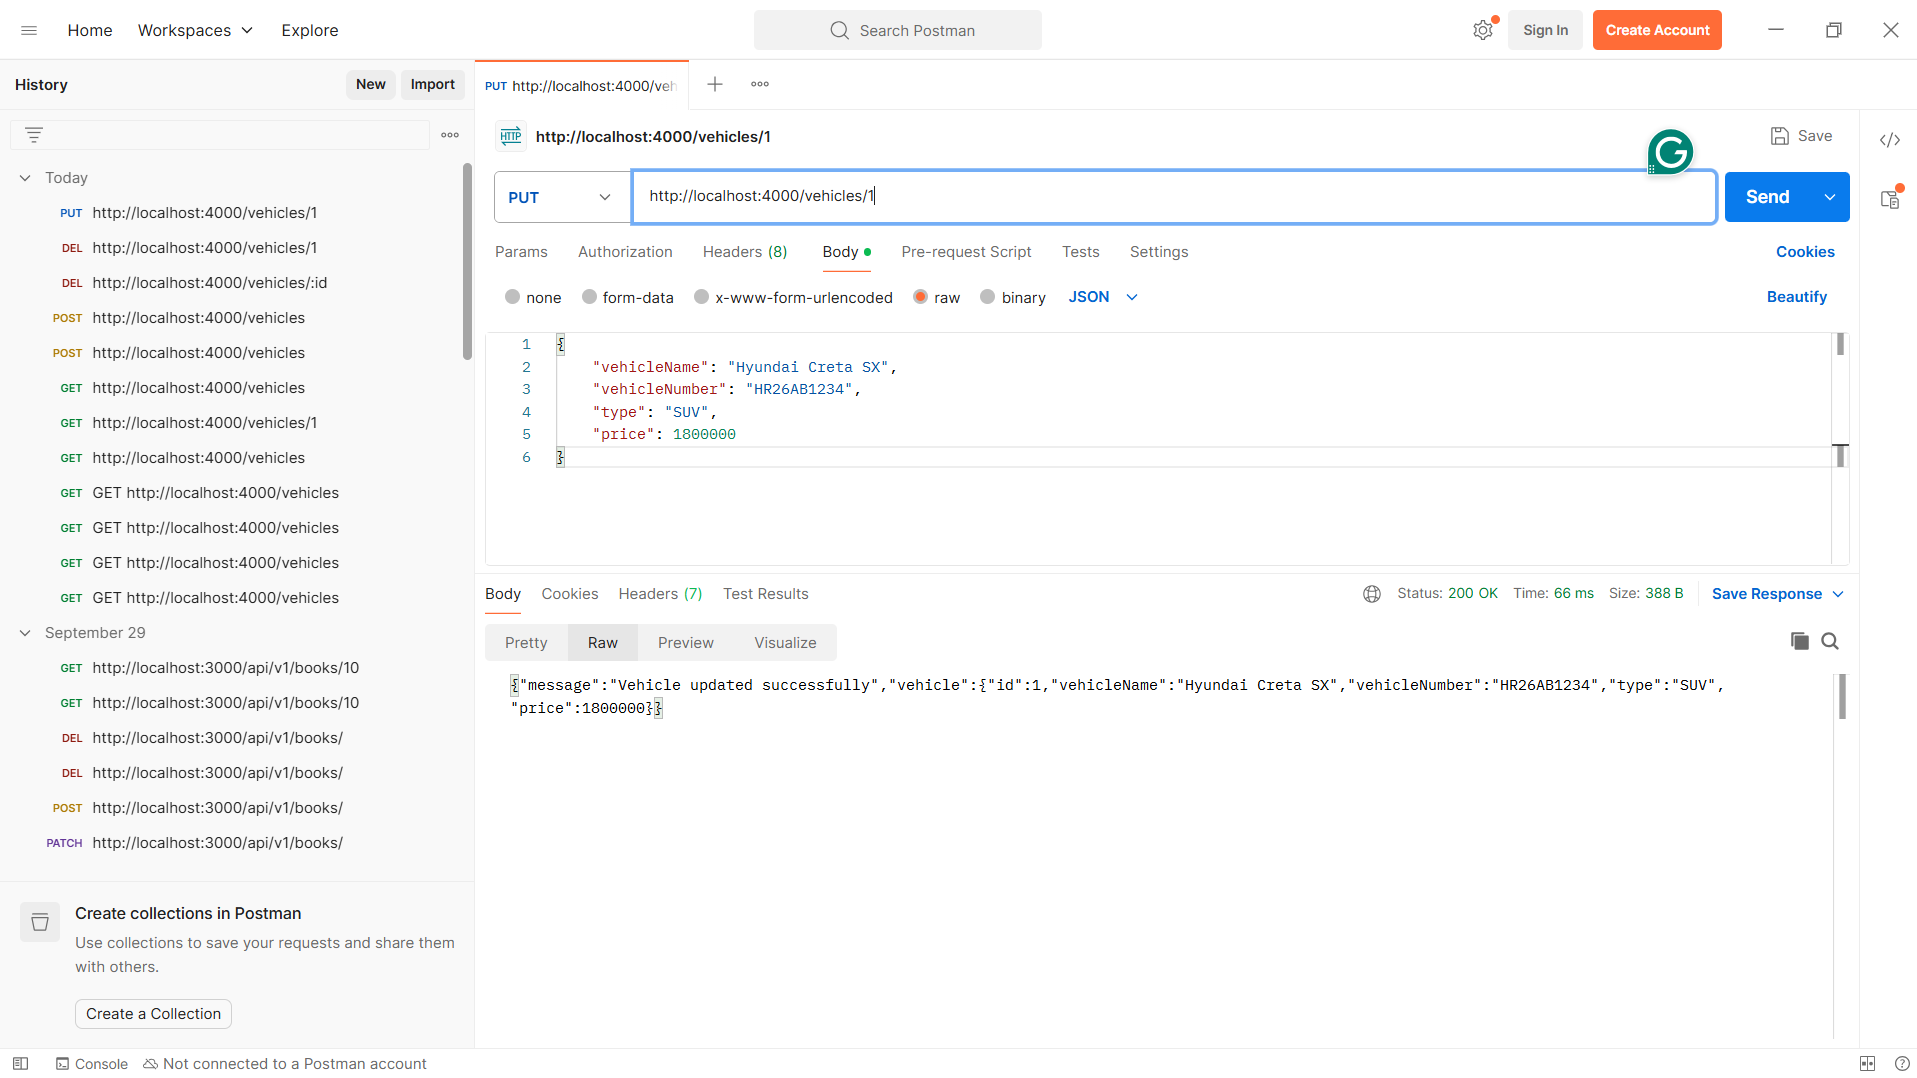 Home
Workspaces
Explore
Search Postman
Sign In
Create Account
History
New
Import
PUT http://localhost:4000/veh
HTTP
http://localhost:4000/vehicles/1
Save
Today
PUT http://localhost:4000/vehicles/1
DEL http://localhost:4000/vehicles/1
DEL http://localhost:4000/vehicles/:id
POST http://localhost:4000/vehicles
POST http://localhost:4000/vehicles
GET http://localhost:4000/vehicles
GET http://localhost:4000/vehicles/1
GET http://localhost:4000/vehicles
GET GET http://localhost:4000/vehicles
GET GET http://localhost:4000/vehicles
GET GET http://localhost:4000/vehicles
GET GET http://localhost:4000/vehicles
September 29
GET http://localhost:3000/api/v1/books/10
GET http://localhost:3000/api/v1/books/10
DEL http://localhost:3000/api/v1/books/
DEL http://localhost:3000/api/v1/books/
POST http://localhost:3000/api/v1/books/
PATCH http://localhost:3000/api/v1/books/
Create collections in Postman
Use collections to save your requests and share them
with others.
Create a Collection
PUT
http://localhost:4000/vehicles/1
Send
Params
Authorization
Headers (8)
Body
Pre-request Script
Tests
Settings
Cookies
none
form-data
x-www-form-urlencoded
raw
binary
JSON
Beautify
1 {
2 "vehicleName": "Hyundai Creta SX",
3 "vehicleNumber": "HR26AB1234",
4 "type": "SUV",
5 "price": 1800000
6 }
Body
Cookies
Headers (7)
Test Results
Status: 200 OK
Time: 66 ms
Size: 388 B
Save Response
Pretty
Raw
Preview
Visualize
{"message":"Vehicle updated successfully","vehicle":{"id":1,"vehicleName":"Hyundai Creta SX","vehicleNumber":"HR26AB1234","type":"SUV",
"price":1800000}}
Console
Not connected to a Postman account